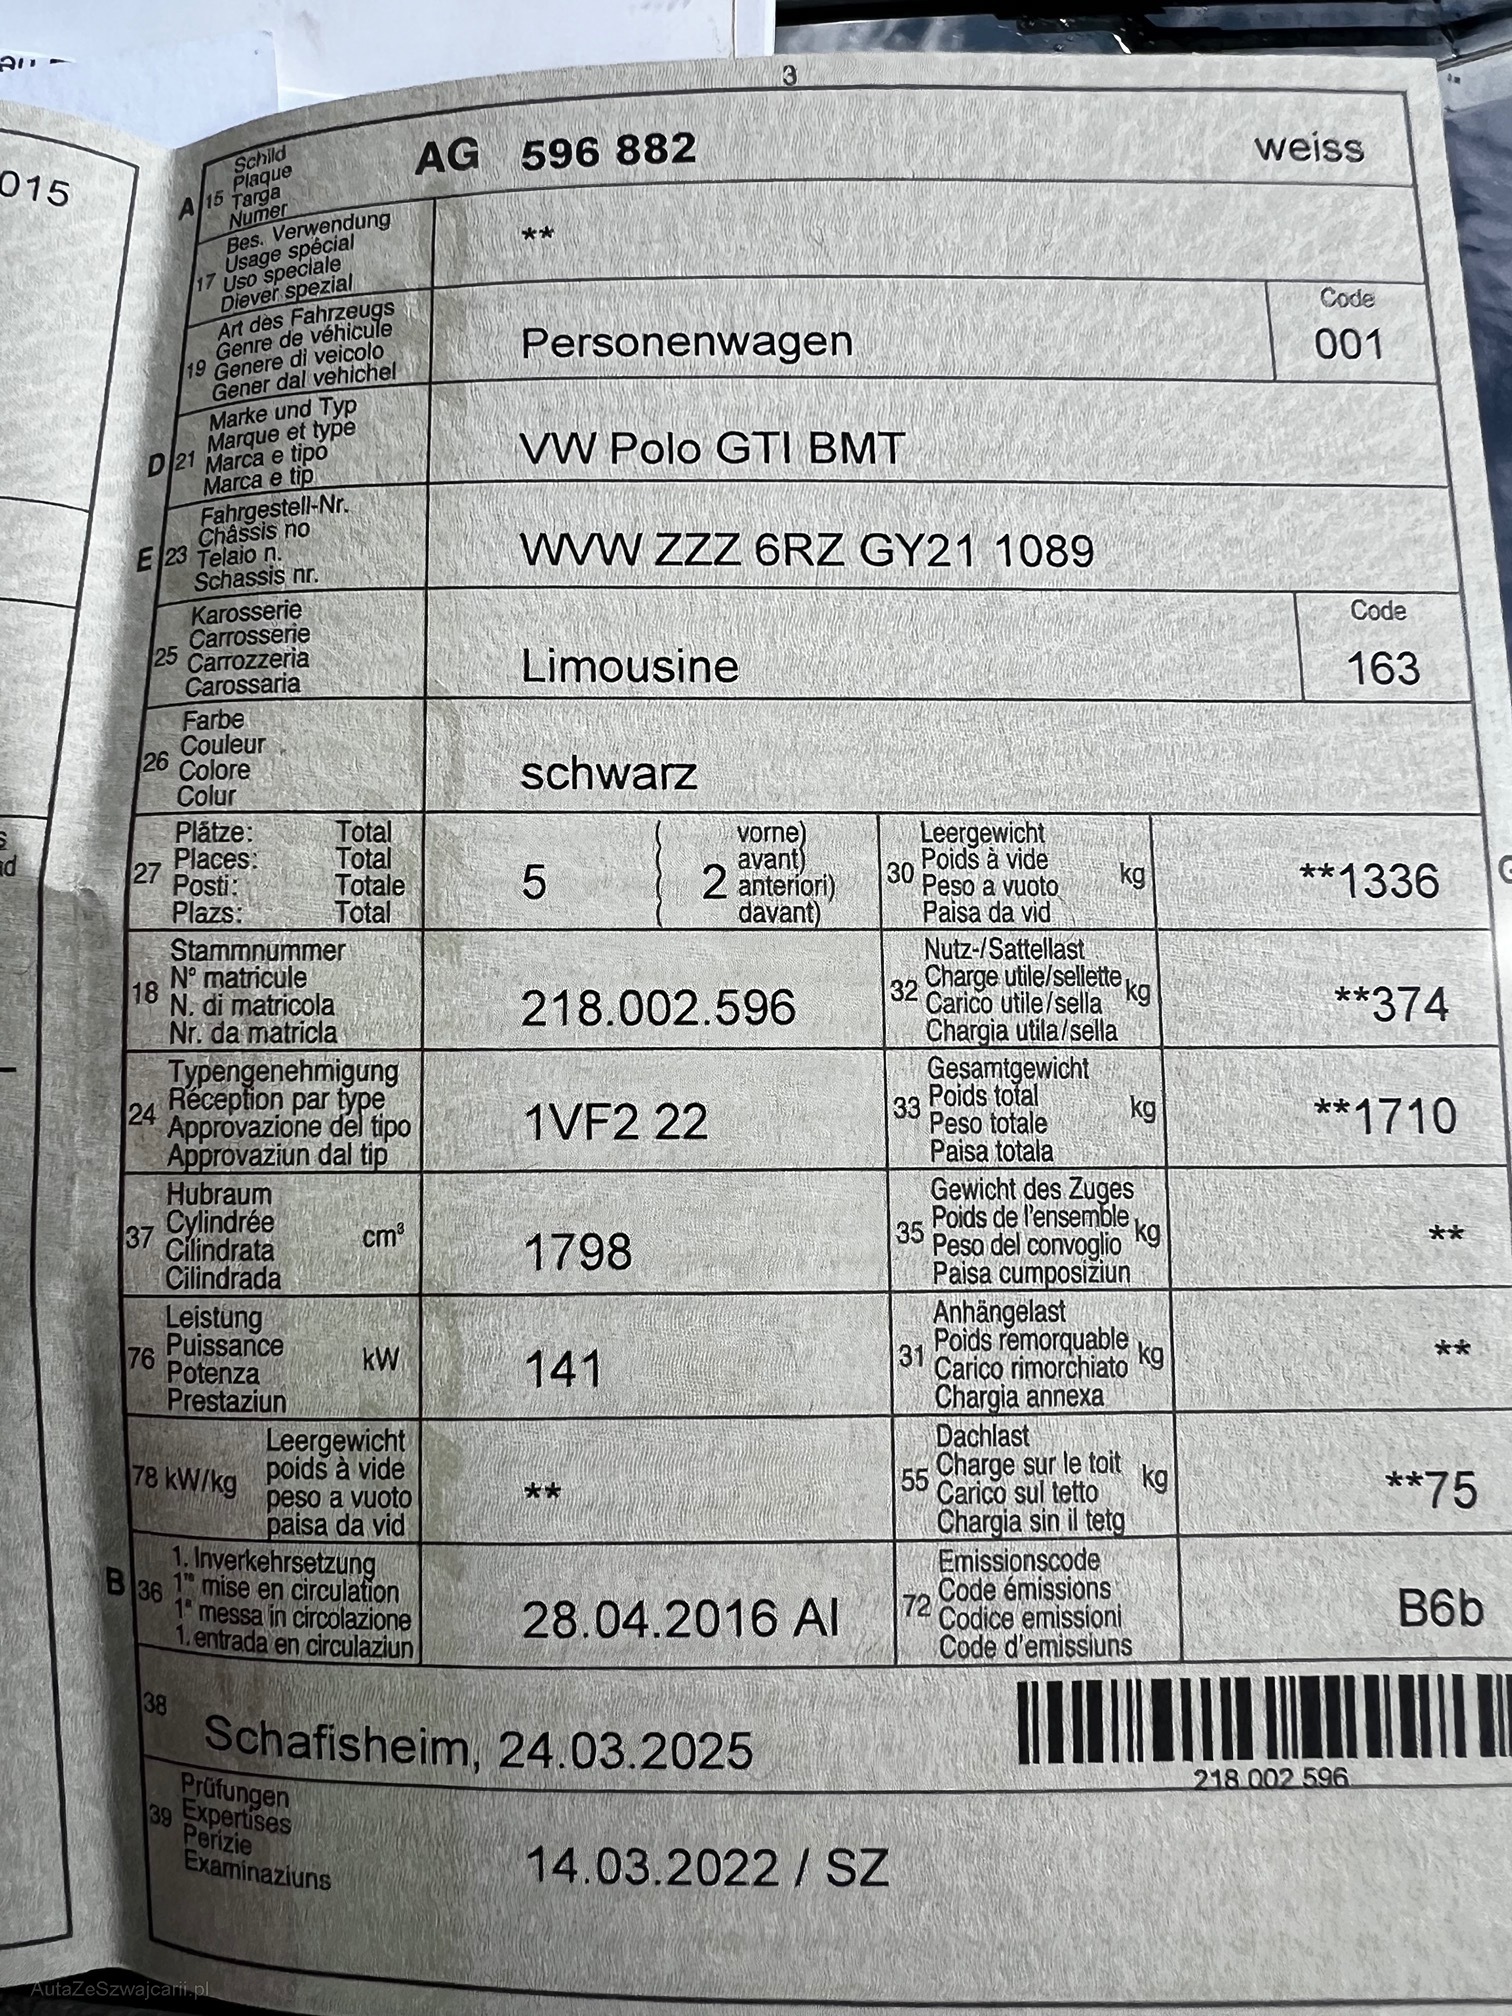 3
015
A 15 Schild
Plaque
Targa
Numer
AG 596 882 weiss
17 Bes. Verwendung
Usage spécial
Uso speciale
Diever spezial
**
19 Art des Fahrzeugs
Genre de véhicule
Genere di veicolo
Gener dal vehichel
Personenwagen
Code
001
D 21 Marke und Typ
Marque et type
Marca e tipo
Marca e tip
VW Polo GTI BMT
E 23 Fahrgestell-Nr.
Châssis no
Telaio n.
Schassis nr.
WVW ZZZ 6RZ GY21 1089
25 Karosserie
Carrosserie
Carrozzeria
Carossaria
Limousine
Code
163
26 Farbe
Couleur
Colore
Colur
schwarz
27 Plätze: Total
Places: Total
Posti: Totale
Plazs: Total
5 2 vorne)
avant)
anteriori)
davant)
30 Leergewicht
Poids à vide
Peso a vuoto
Paisa da vid
kg
**1336
18 Stammnummer
N° matricule
N. di matricola
Nr. da matricla
218.002.596
32 Nutz-/Sattellast
Charge utile/sellette
Carico utile/sella
Chargia utila/sella
kg
**374
24 Typengenehmigung
Réception par type
Approvazione del tipo
Approvaziun dal tip
1VF2 22
33 Gesamtgewicht
Poids total
Peso totale
Paisa totala
kg
**1710
37 Hubraum
Cylindrée
Cilindrata
Cilindrada
cm³
1798
35 Gewicht des Zuges
Poids de l'ensemble
Peso del convoglio
Paisa cumposiziun
kg
**
76 Leistung
Puissance
Potenza
Prestaziun
kW
141
31 Anhängelast
Poids remorquable
Carico rimorchiato
Chargia annexa
kg
**
78 kW/kg Leergewicht
poids à vide
peso a vuoto
paisa da vid
**
55 Dachlast
Charge sur le toit
Carico sul tetto
Chargia sin il tetg
kg
**75
B 36 1. Inverkehrsetzung
1re mise en circulation
1a messa in circolazione
1. entrada en circulaziun
28.04.2016 AI
72 Emissionscode
Code émissions
Codice emissioni
Code d'emissiuns
B6b
38
Schafisheim, 24.03.2025
218 002 596
39 Prüfungen
Expertises
Perizie
Examinaziuns
14.03.2022 / SZ
AutaZeSzwajcarii.pl